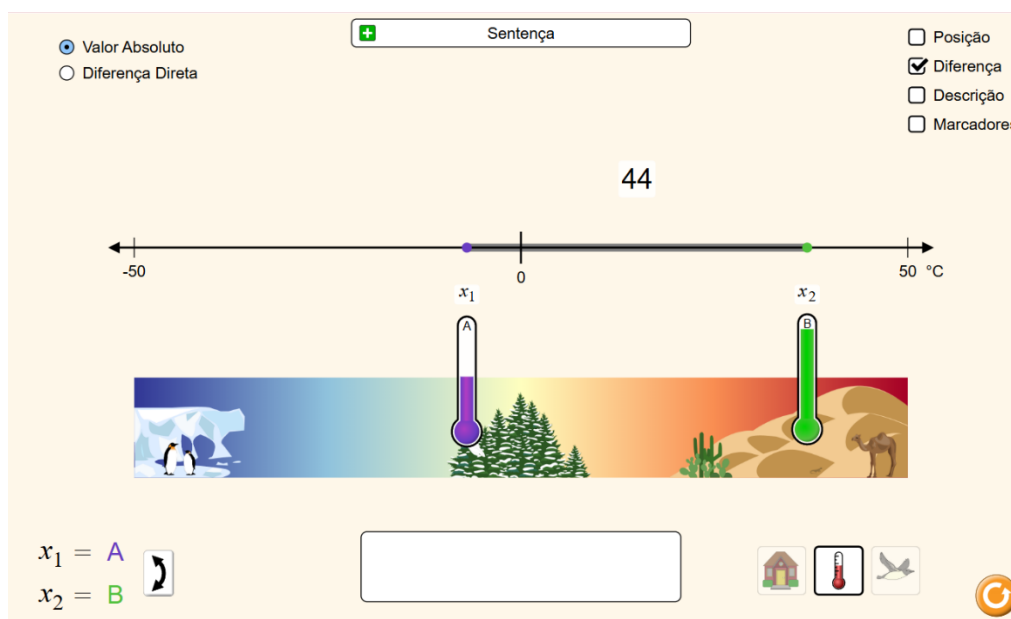 Valor Absoluto
Diferença Direta
Sentença
Posição
Diferença
Descrição
Marcadores
44
-50
0
50 °C
x₁
x₂
A
B
x₁ = A
x₂ = B